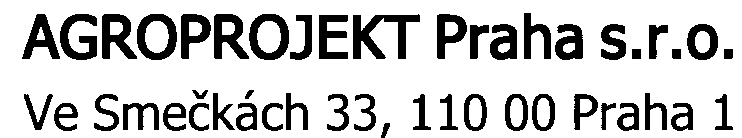 AGROPROJEKT Praha s.r.o.
Ve Smečkách 33, 110 00 Praha 1